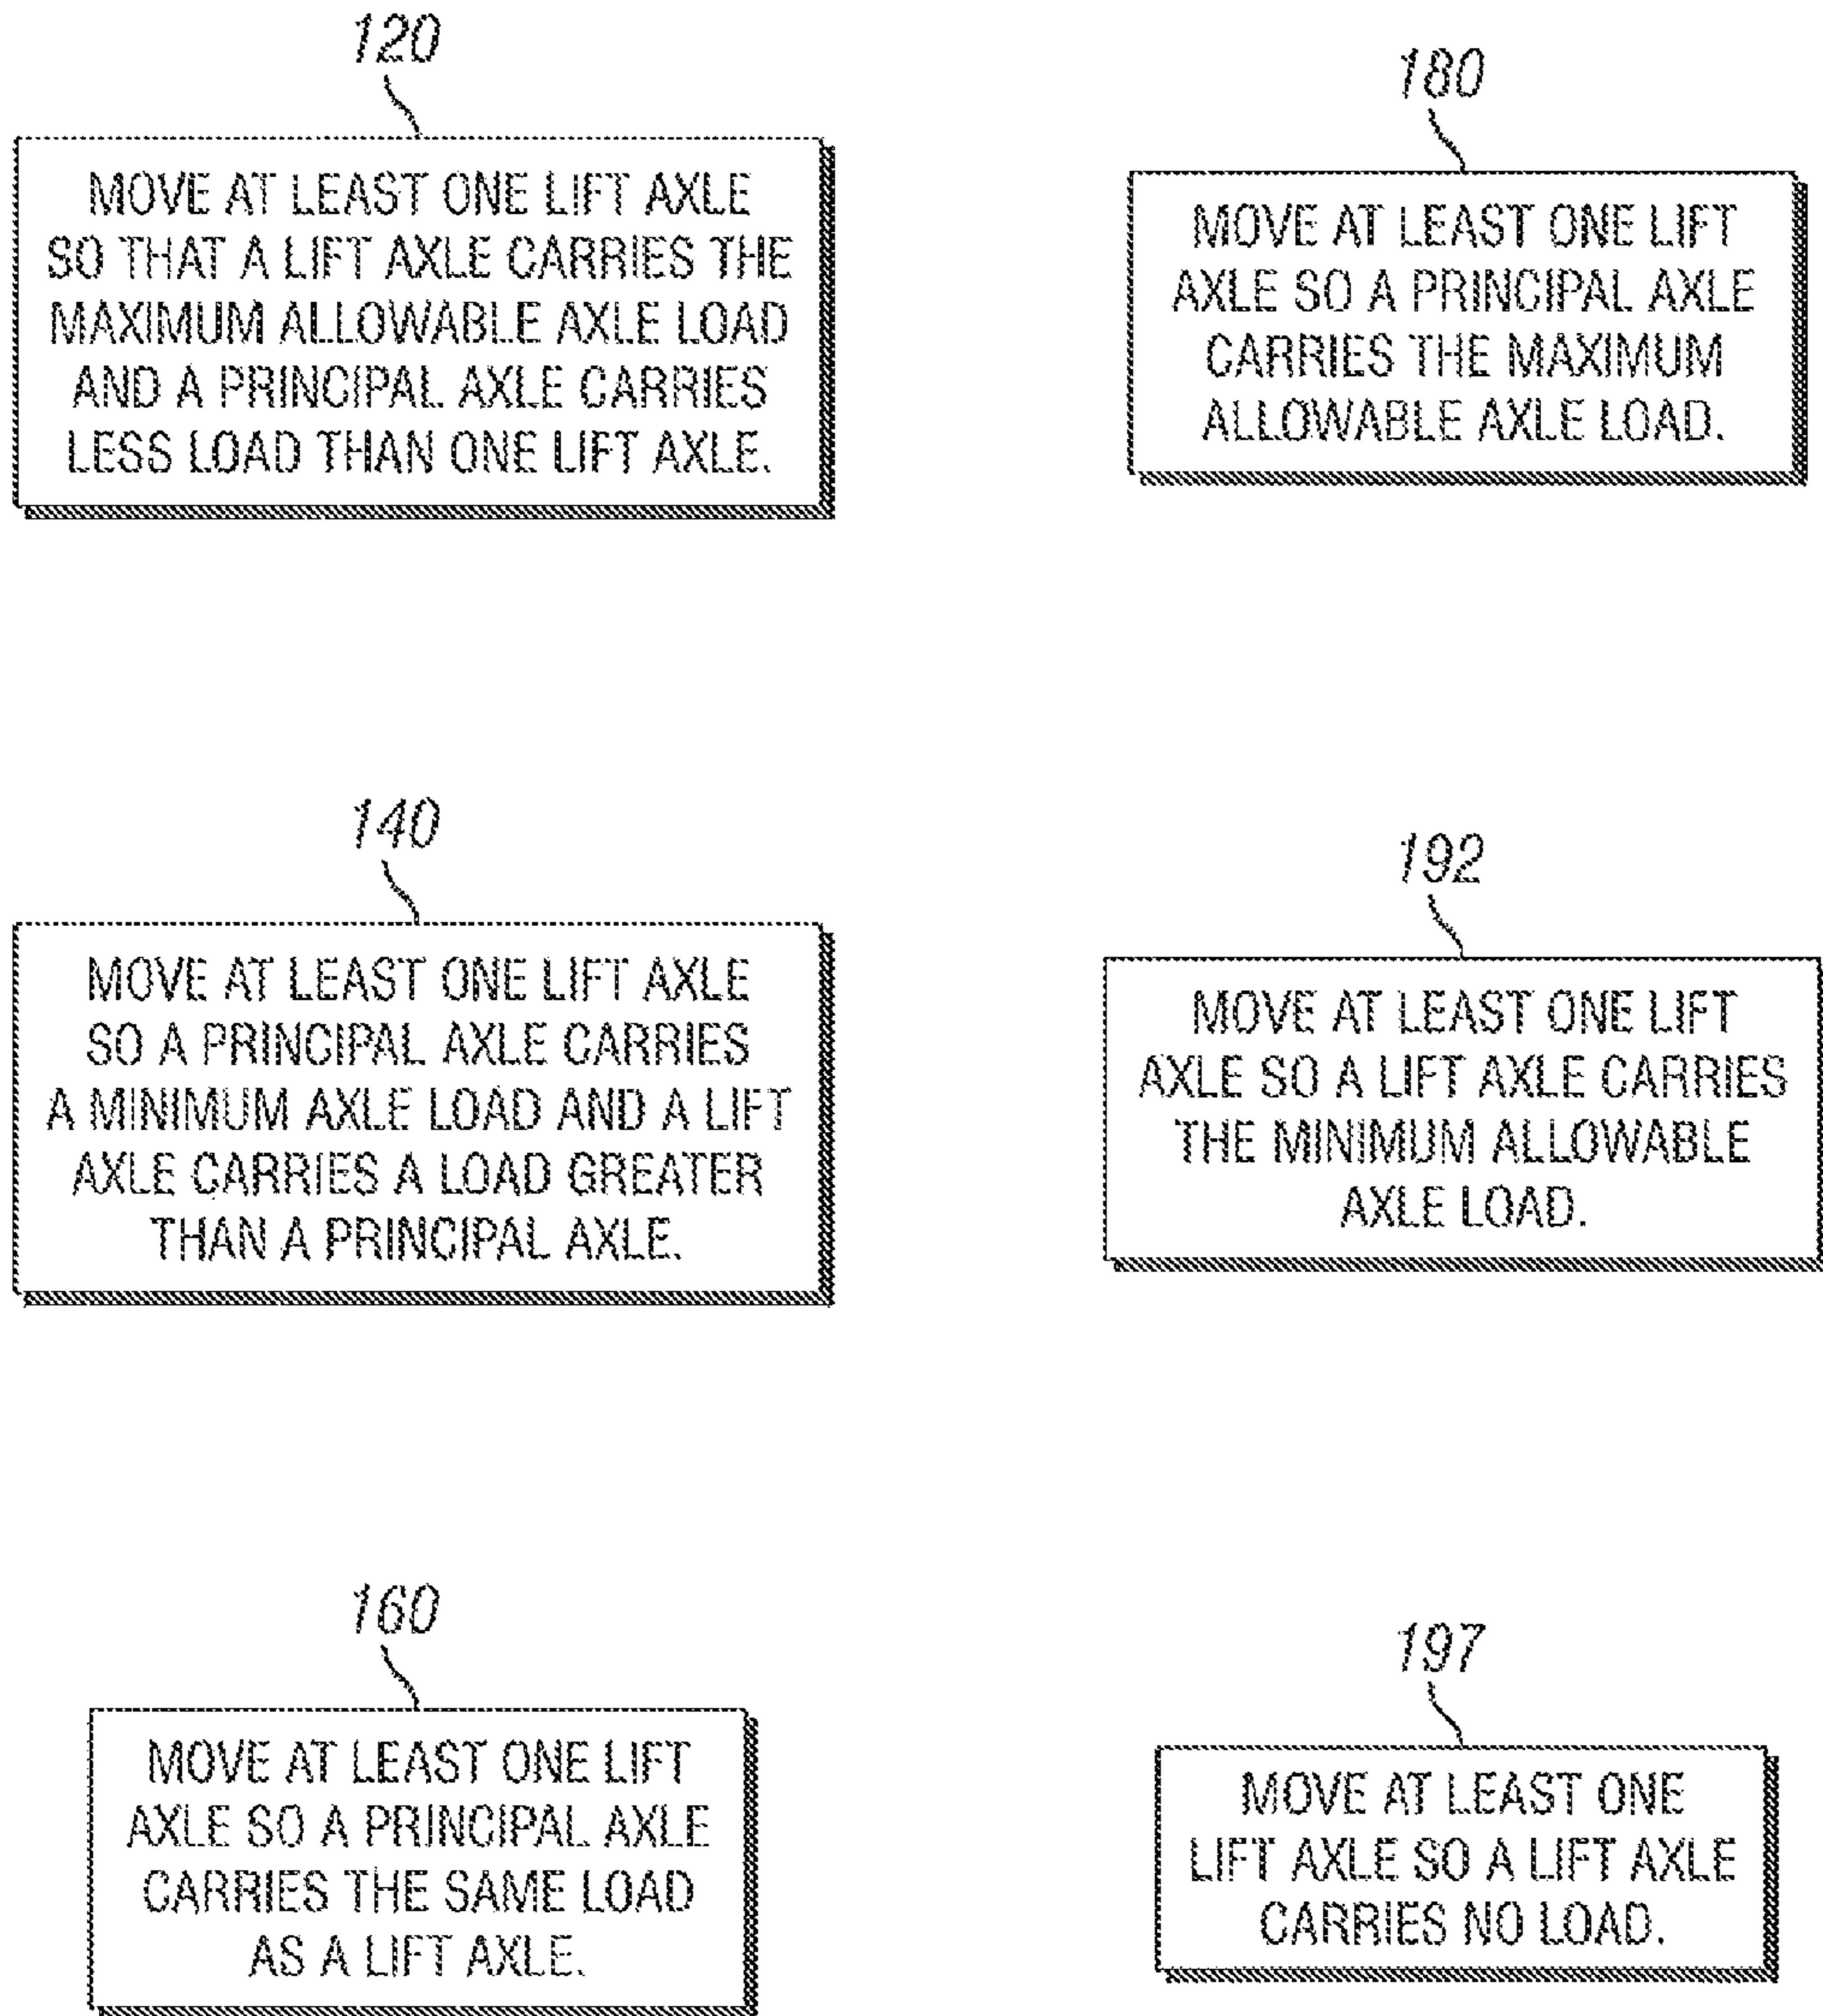 120
MOVE AT LEAST ONE LIFT AXLE
SO THAT A LIFT AXLE CARRIES THE
MAXIMUM ALLOWABLE AXLE LOAD
AND A PRINCIPAL AXLE CARRIES
LESS LOAD THAN ONE LIFT AXLE.
140
MOVE AT LEAST ONE LIFT AXLE
SO A PRINCIPAL AXLE CARRIES
A MINIMUM AXLE LOAD AND A LIFT
AXLE CARRIES A LOAD GREATER
THAN A PRINCIPAL AXLE.
160
MOVE AT LEAST ONE LIFT
AXLE SO A PRINCIPAL AXLE
CARRIES THE SAME LOAD
AS A LIFT AXLE.
180
MOVE AT LEAST ONE LIFT
AXLE SO A PRINCIPAL AXLE
CARRIES THE MAXIMUM
ALLOWABLE AXLE LOAD.
192
MOVE AT LEAST ONE LIFT
AXLE SO A LIFT AXLE CARRIES
THE MINIMUM ALLOWABLE
AXLE LOAD.
197
MOVE AT LEAST ONE
LIFT AXLE SO A LIFT AXLE
CARRIES NO LOAD.